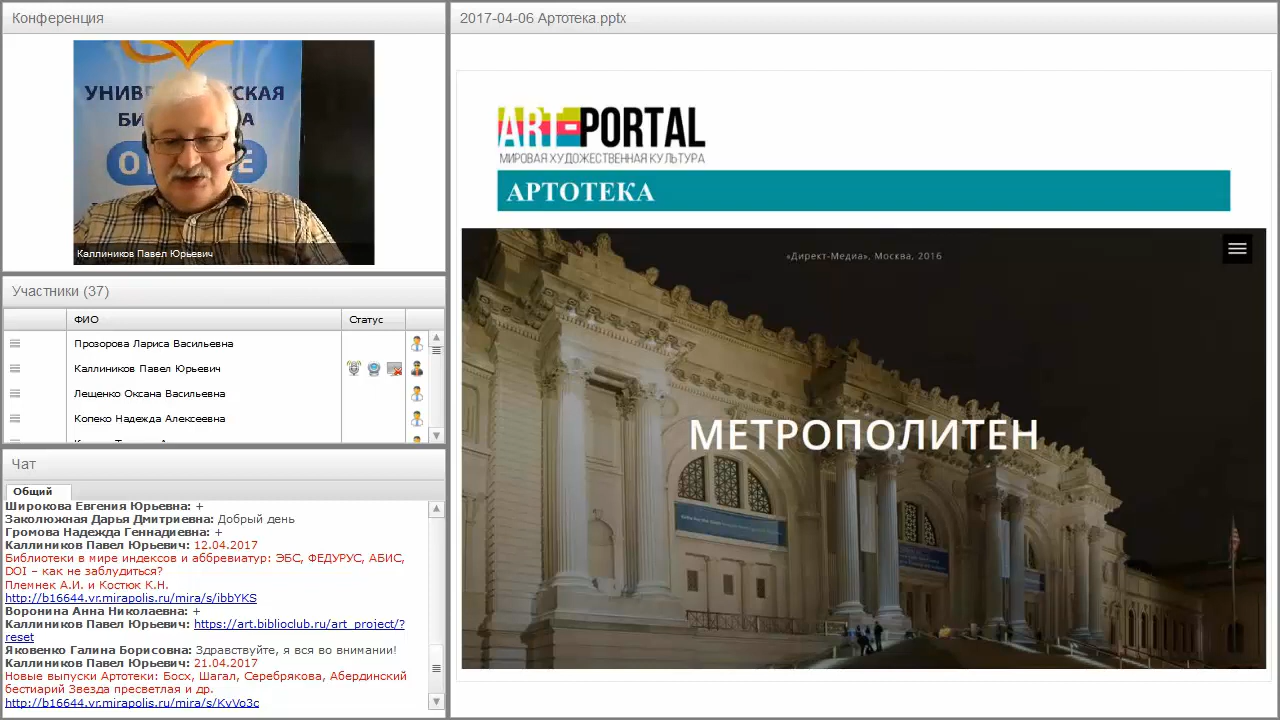 Конференция
УНИВ
СКАЯ
БИ
А
О
Е
Каллиников Павел Юрьевич
Участники (37)
ФИО
Статус
Прозорова Лариса Васильевна
Каллиников Павел Юрьевич
Лещенко Оксана Васильевна
Копеко Надежда Алексеевна
Чат
Общий
Широкова Евгения Юрьевна: +
Заколюжная Дарья Дмитриевна: Добрый день
Громова Надежда Геннадиевна: +
Каллиников Павел Юрьевич: 12.04.2017
Библиотеки в мире индексов и аббревиатур: ЭБС, ФЕДУРУС, АБИС,
DOI – как не заблудиться?
Племнек А.И. и Костюк К.Н.
http://b16644.vr.mirapolis.ru/mira/s/ibbYKS
Воронина Анна Николаевна: +
Каллиников Павел Юрьевич: https://art.biblioclub.ru/art_project/?
reset
Яковенко Галина Борисовна: Здравствуйте, я вся во внимании!
Каллиников Павел Юрьевич: 21.04.2017
Новые выпуски Артотеки: Босх, Шагал, Серебрякова, Абердинский
бестиарий Звезда пресветлая и др.
http://b16644.vr.mirapolis.ru/mira/s/KvVo3c
2017-04-06 Артотека.pptx
ART-PORTAL
МИРОВАЯ ХУДОЖЕСТВЕННАЯ КУЛЬТУРА
АРТОТЕКА
«Директ-Медиа», Москва, 2016
МЕТРОПОЛИТЕН